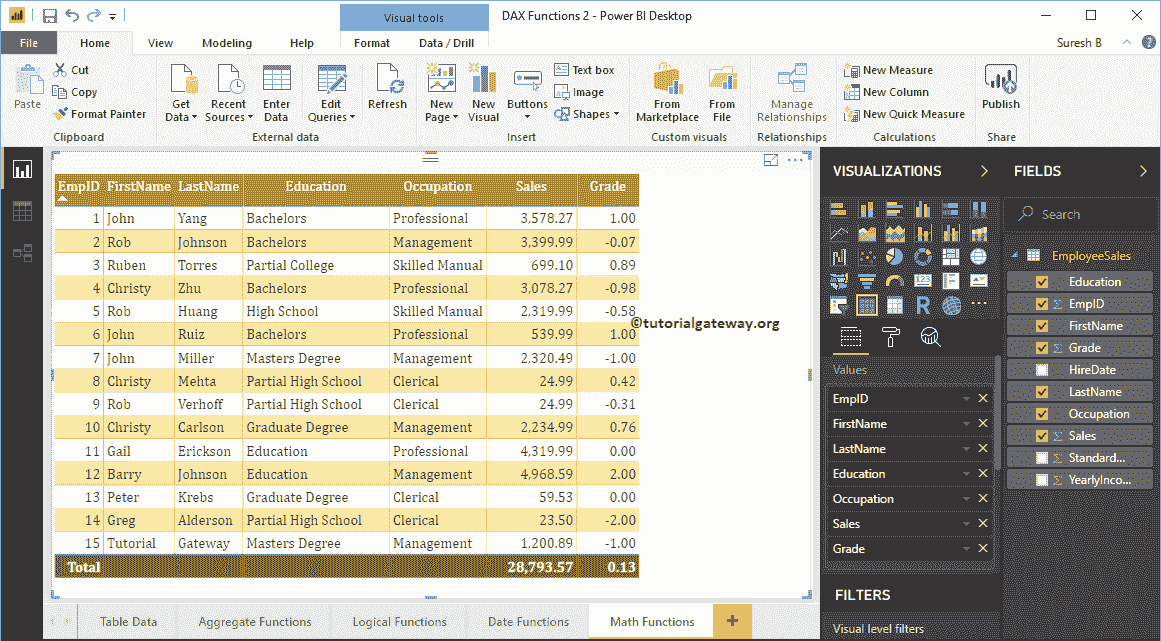 Visual tools
DAX Functions 2 - Power BI Desktop
File Home View Modeling Help Format Data / Drill
Suresh B
Paste
Cut
Copy
Format Painter
Clipboard
Get Data
Recent Sources
Enter Data
Edit Queries
External data
Refresh
New Page
New Visual
Buttons
Text box
Image
Shapes
Insert
From Marketplace
From File
Custom visuals
Manage Relationships
Relationships
New Measure
New Column
New Quick Measure
Calculations
Publish
Share
EmpID FirstName LastName Education Occupation Sales Grade
1 John Yang Bachelors Professional 3,578.27 1.00
2 Rob Johnson Bachelors Management 3,399.99 -0.07
3 Ruben Torres Partial College Skilled Manual 699.10 0.89
4 Christy Zhu Bachelors Professional 3,078.27 -0.98
5 Rob Huang High School Skilled Manual 2,319.99 -0.58
6 John Ruiz Bachelors Professional 539.99 1.00
7 John Miller Masters Degree Management 2,320.49 -1.00
8 Christy Mehta Partial High School Clerical 24.99 0.42
9 Rob Verhoff Partial High School Clerical 24.99 -0.31
10 Christy Carlson Graduate Degree Management 2,234.99 0.76
11 Gail Erickson Education Professional 4,319.99 0.00
12 Barry Johnson Education Management 4,968.59 2.00
13 Peter Krebs Graduate Degree Clerical 59.53 0.00
14 Greg Alderson Partial High School Clerical 23.50 -2.00
15 Tutorial Gateway Masters Degree Management 1,200.89 -1.00
Total 28,793.57 0.13
©tutorialgateway.org
VISUALIZATIONS
123
R
Values
EmpID
FirstName
LastName
Education
Occupation
Sales
Grade
FILTERS
Visual level filters
FIELDS
Search
EmployeeSales
Education
Σ EmpID
FirstName
Σ Grade
HireDate
LastName
Occupation
Σ Sales
Σ Standard...
Σ YearlyInco...
Table Data Aggregate Functions Logical Functions Date Functions Math Functions +